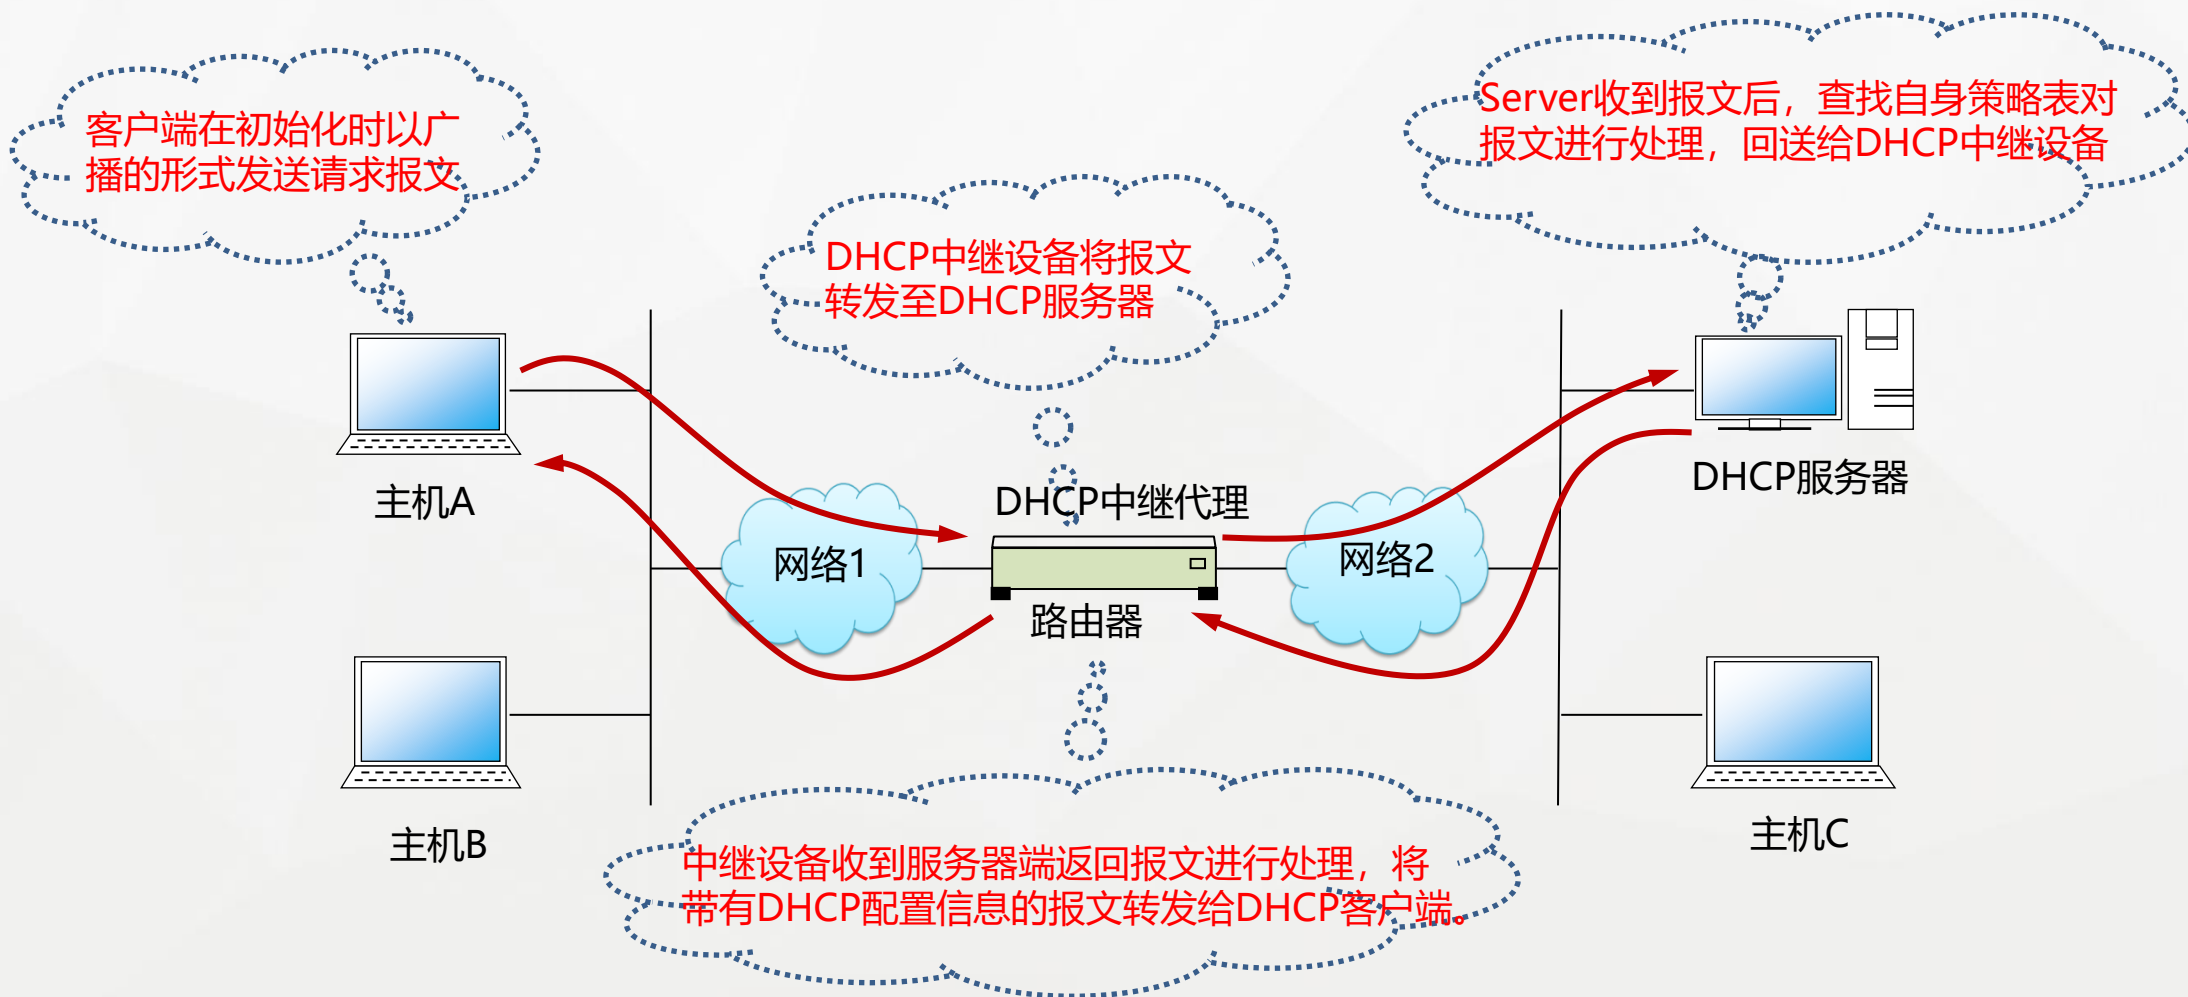 客户端在初始化时以广
播的形式发送请求报文
Server收到报文后，查找自身策略表对
报文进行处理，回送给DHCP中继设备
DHCP中继设备将报文
转发至DHCP服务器
主机A
DHCP中继代理
DHCP服务器
网络1
网络2
路由器
主机B
主机C
中继设备收到服务器端返回报文进行处理，将
带有DHCP配置信息的报文转发给DHCP客户端。